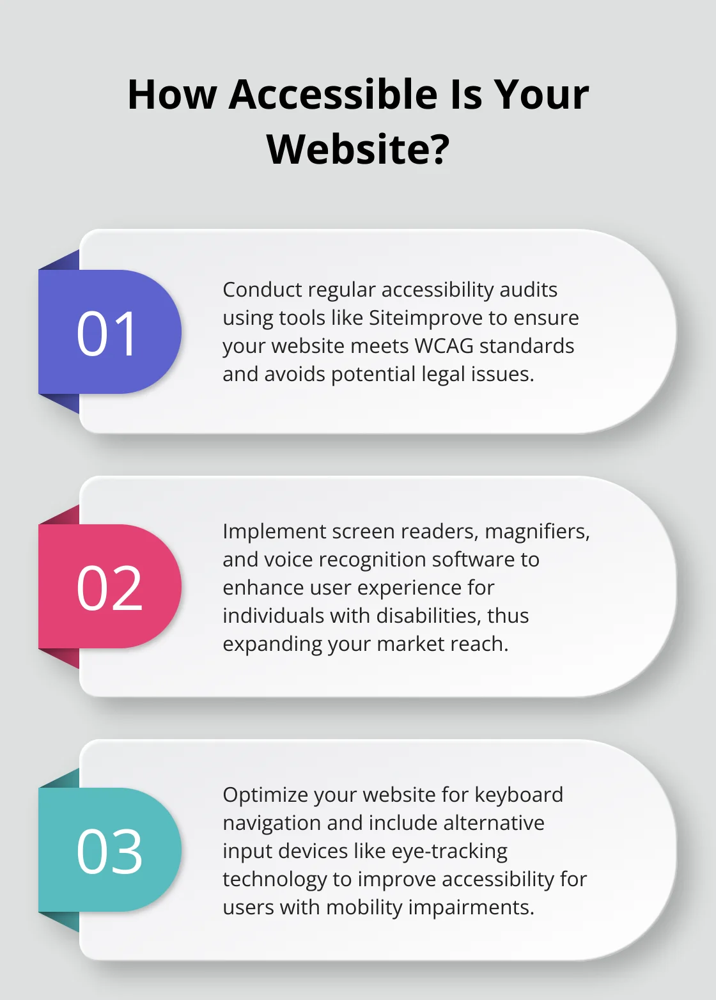 How Accessible Is Your
Website?
01
Conduct regular accessibility audits
using tools like Siteimprove to ensure
your website meets WCAG standards
and avoids potential legal issues.
02
Implement screen readers, magnifiers,
and voice recognition software to
enhance user experience for
individuals with disabilities, thus
expanding your market reach.
03
Optimize your website for keyboard
navigation and include alternative
input devices like eye-tracking
technology to improve accessibility for
users with mobility impairments.